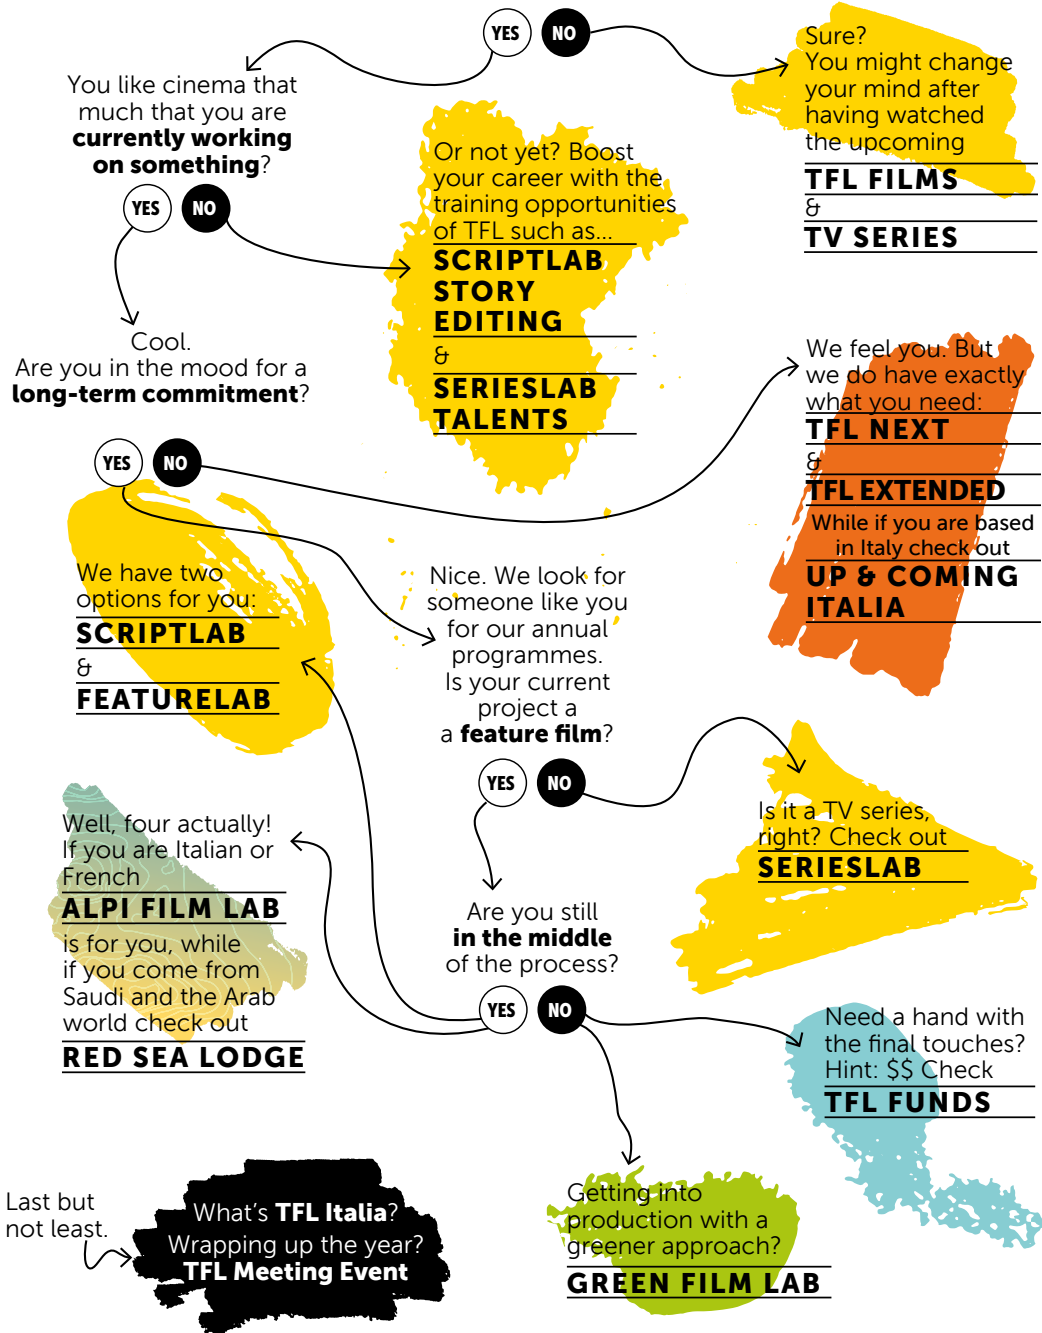 YES NO
You like cinema that
much that you are
currently working
on something?
YES NO
Sure?
You might change
your mind after
having watched
the upcoming
TFL FILMS
&
TV SERIES
Or not yet? Boost
your career with the
training opportunities
of TFL such as...
SCRIPTLAB
STORY
EDITING
&
SERIESLAB
TALENTS
Cool.
Are you in the mood for a
long-term commitment?
YES NO
We feel you. But
we do have exactly
what you need:
TFL NEXT
&
TFL EXTENDED
While if you are based
in Italy check out
UP & COMING
ITALIA
We have two
options for you:
SCRIPTLAB
&
FEATURELAB
Nice. We look for
someone like you
for our annual
programmes.
Is your current
project a
a feature film?
YES NO
Is it a TV series,
right? Check out
SERIESLAB
Well, four actually!
If you are Italian or
French
ALPI FILM LAB
is for you, while
if you come from
Saudi and the Arab
world check out
RED SEA LODGE
Are you still
in the middle
of the process?
YES NO
Need a hand with
the final touches?
Hint: $$ Check
TFL FUNDS
Getting into
production with a
greener approach?
GREEN FILM LAB
Last but
not least.
What's TFL Italia?
Wrapping up the year?
TFL Meeting Event